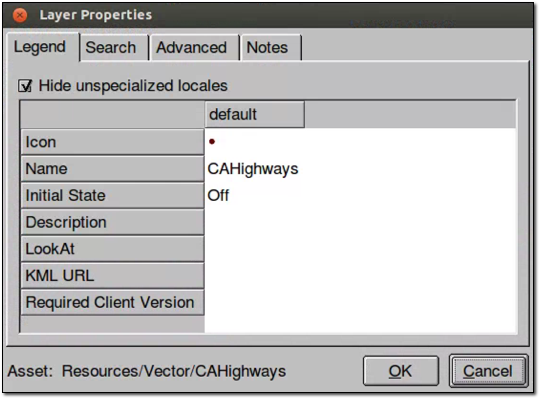 Layer Properties
Legend Search Advanced Notes
Hide unspecialized locales
default
Icon
Name CAHighways
Initial State Off
Description
LookAt
KML URL
Required Client Version
Asset: Resources/Vector/CAHighways OK Cancel